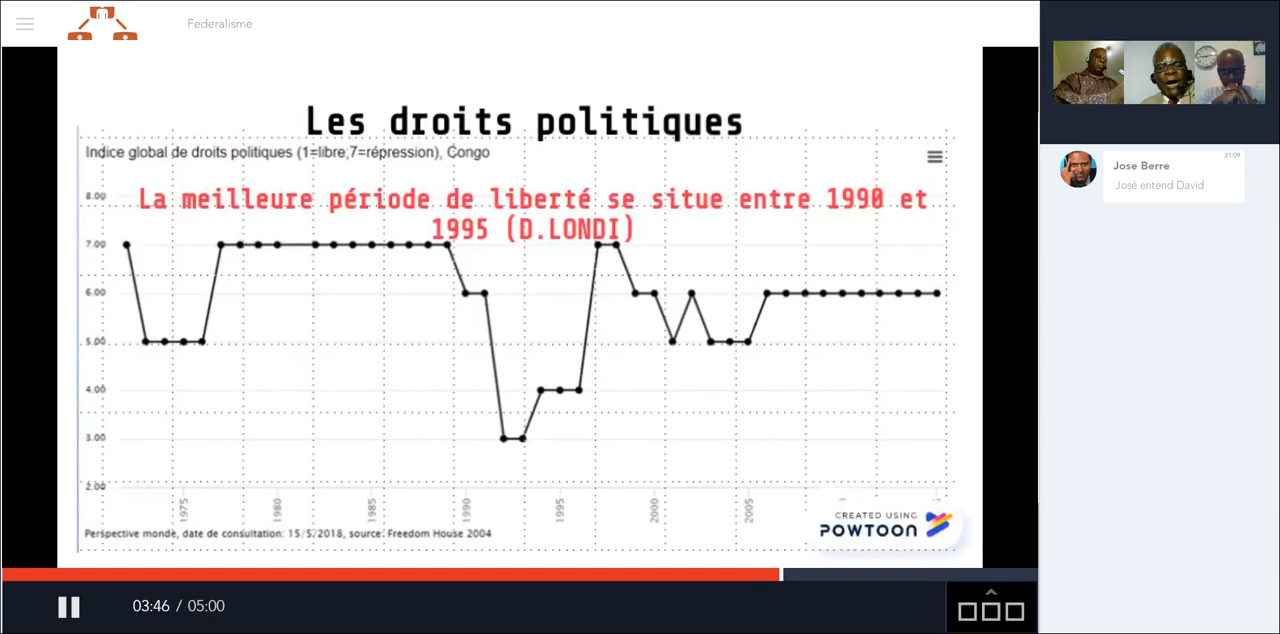 Federalisme
Les droits politiques
Indice global de droits politiques (1=libre;7=répression), Congo
La meilleure période de liberté se situe entre 1990 et
1995 (D.LONDI)
8.00
7.00
6.00
5.00
4.00
3.00
2.00
1975
1980
1985
1990
1995
2000
2005
Perspective monde, date de consultation: 15/5/2018, source: Freedom House 2004
CREATED USING
POWTOON
03:46 / 05:00
Jose Berre
21:09
José entend David